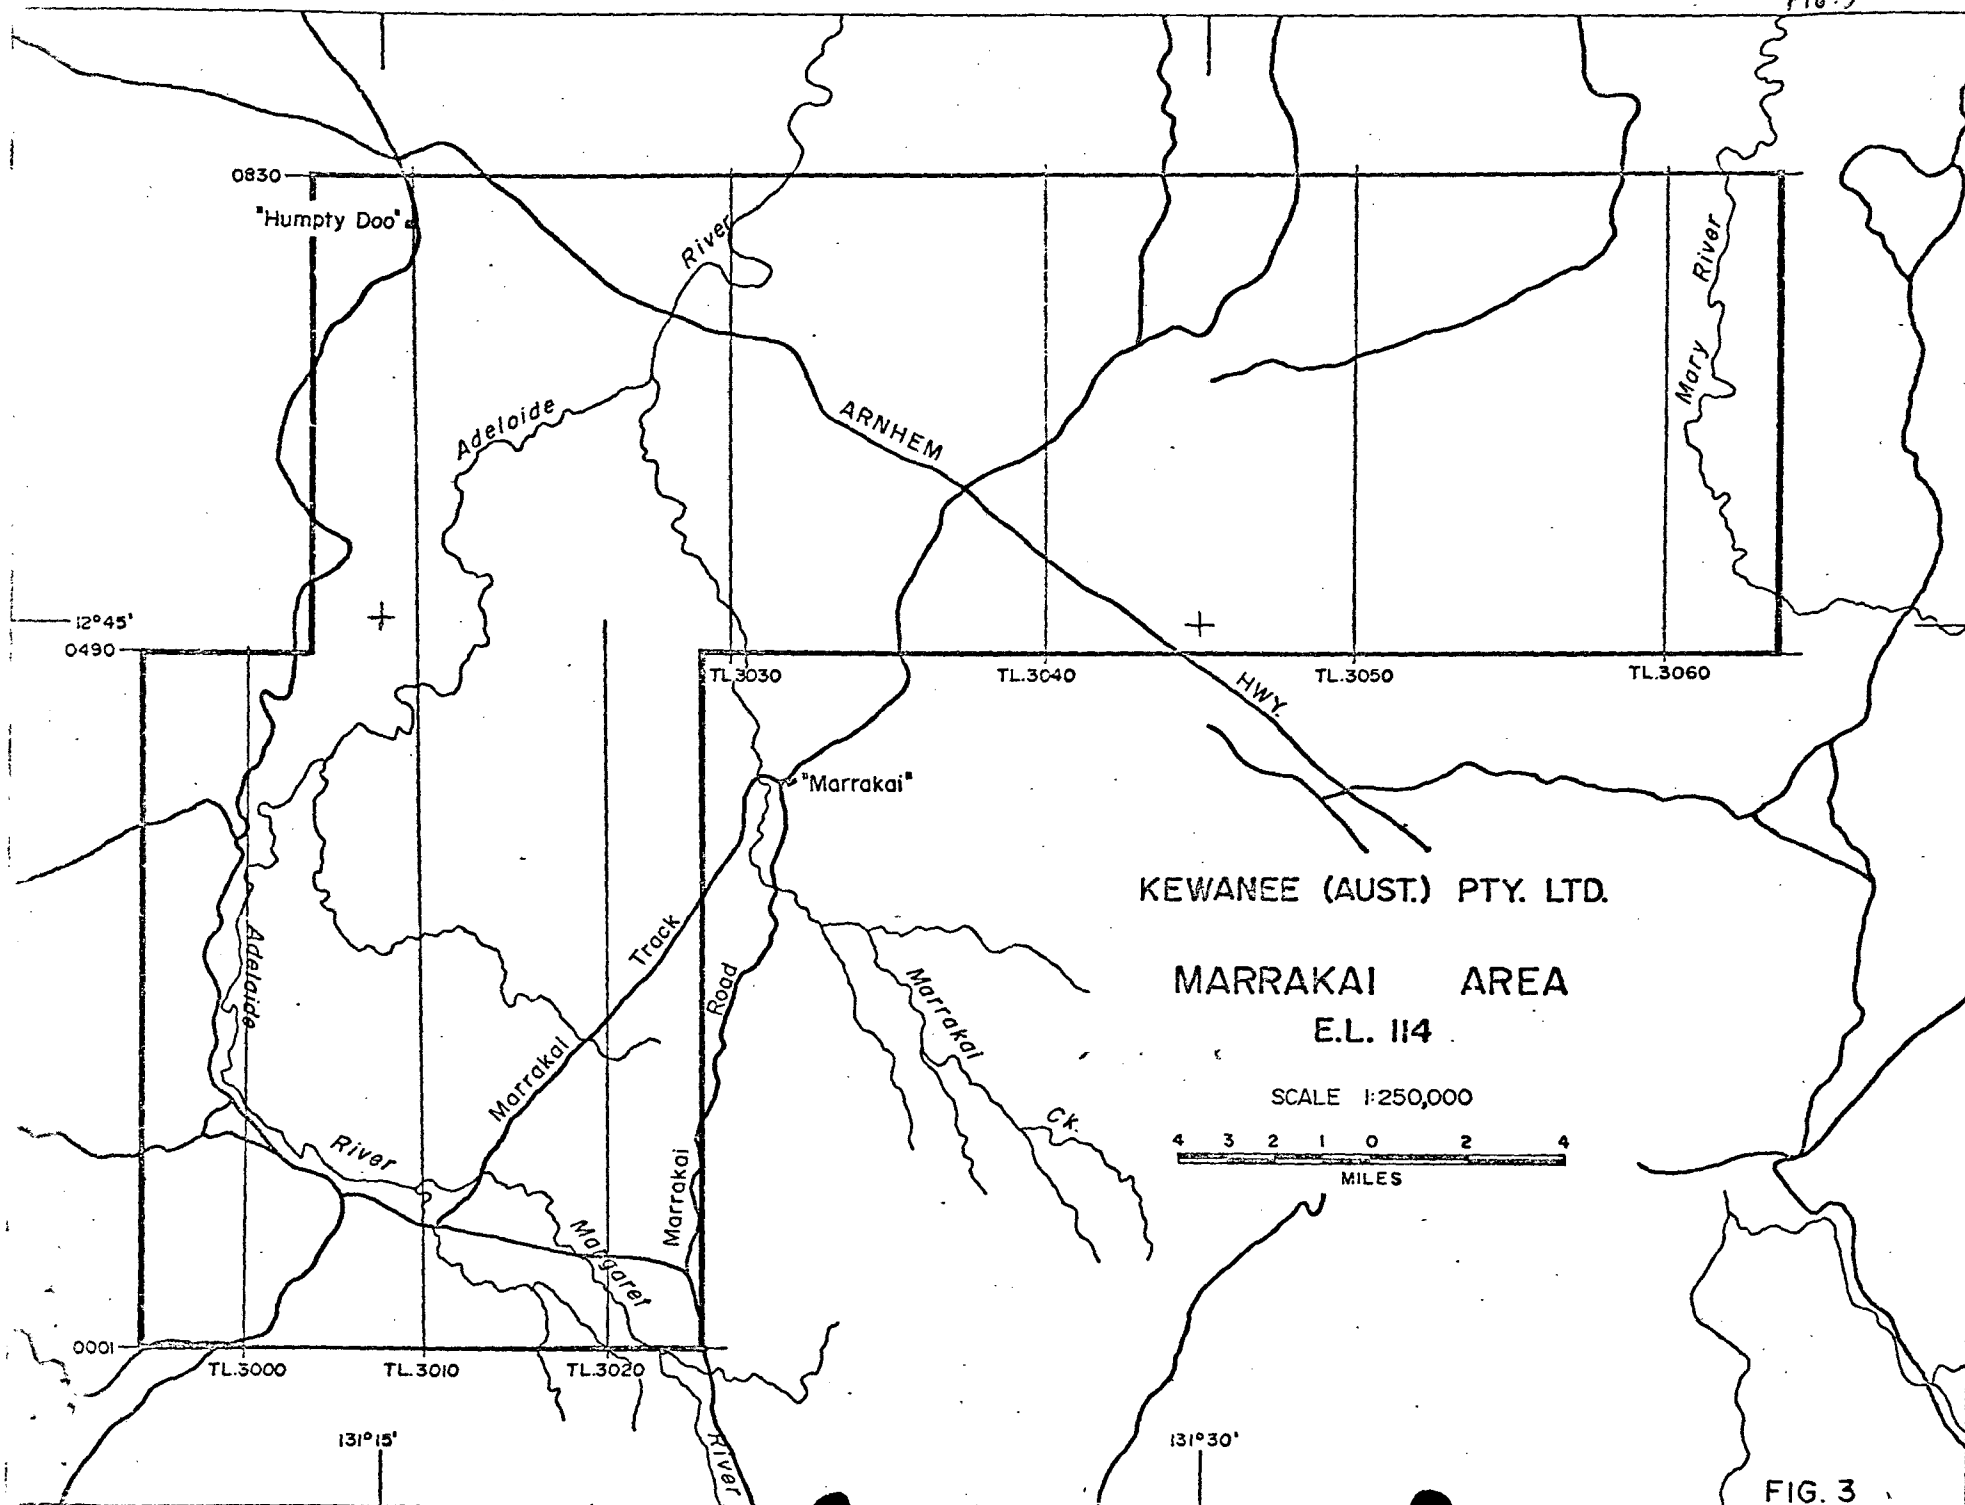 FIG. 3
0830
"Humpty Doo"
River
Adelaide
ARNHEM
River
Mary
12°45'
0490
TL.3030
TL.3040
TL.3050
TL.3060
HWY.
"Marrakai"
KEWANEE (AUST.) PTY. LTD.
MARRAKAI AREA
E.L. 114
SCALE 1:250,000
4 3 2 1 0 2 4
MILES
Track
Marrakai
Road
Marrakai
Adelaide
River
Marrakai
Ck.
Margaret
River
0001
TL.3000
TL.3010
TL.3020
131°15'
131°30'
FIG. 3